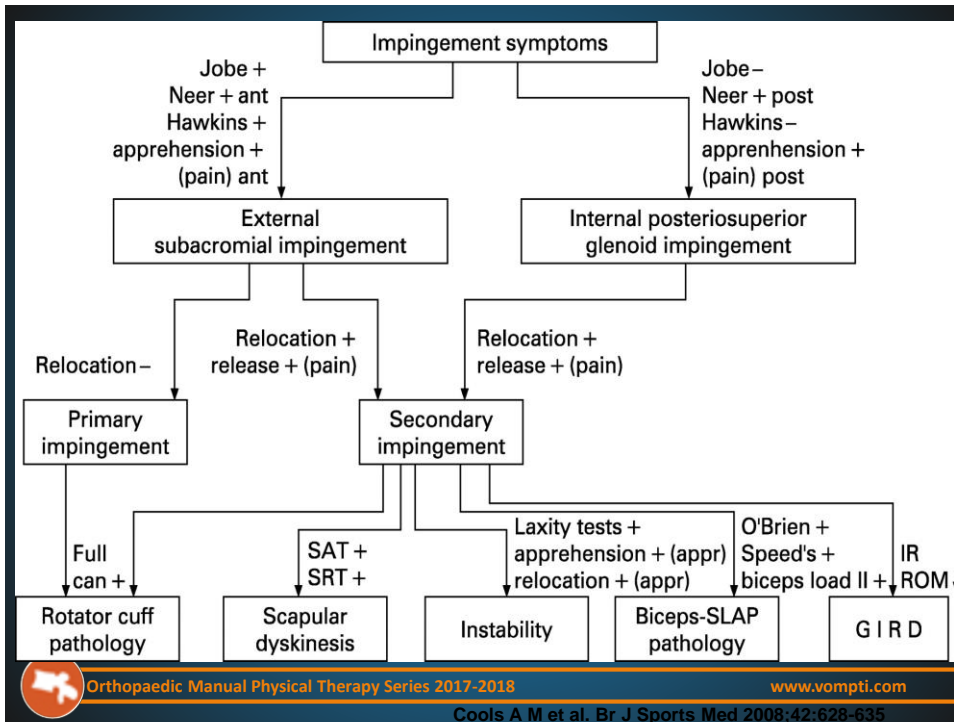 Impingement symptoms
Jobe +
Neer + ant
Hawkins +
apprehension +
(pain) ant
Jobe –
Neer + post
Hawkins –
apprenhension +
(pain) post
External
subacromial impingement
Internal posteriosuperior
glenoid impingement
Relocation –
Relocation +
release + (pain)
Relocation +
release + (pain)
Primary
impingement
Secondary
impingement
Full
can +
SAT +
SRT +
Laxity tests +
apprehension + (appr)
relocation + (appr)
O'Brien +
Speed's +
biceps load II +
IR
ROM
Rotator cuff
pathology
Scapular
dyskinesis
Instability
Biceps-SLAP
pathology
G I R D
Orthopaedic Manual Physical Therapy Series 2017-2018
www.vompti.com
Cools A M et al. Br J Sports Med 2008;42:628-635